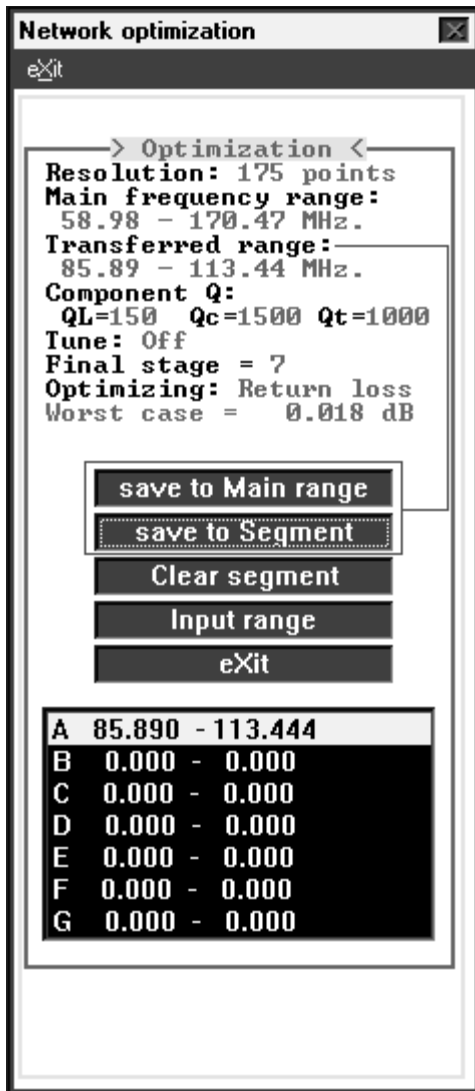 Network optimization
eXit
> Optimization <
Resolution: 175 points
Main frequency range:
58.98 - 170.47 MHz.
Transferred range:
85.89 - 113.44 MHz.
Component Q:
QL=150 Qc=1500 Qt=1000
Tune: Off
Final stage = 7
Optimizing: Return loss
Worst case = 0.018 dB
save to Main range
save to Segment
Clear segment
Input range
eXit
A 85.890 - 113.444
B 0.000 - 0.000
C 0.000 - 0.000
D 0.000 - 0.000
E 0.000 - 0.000
F 0.000 - 0.000
G 0.000 - 0.000